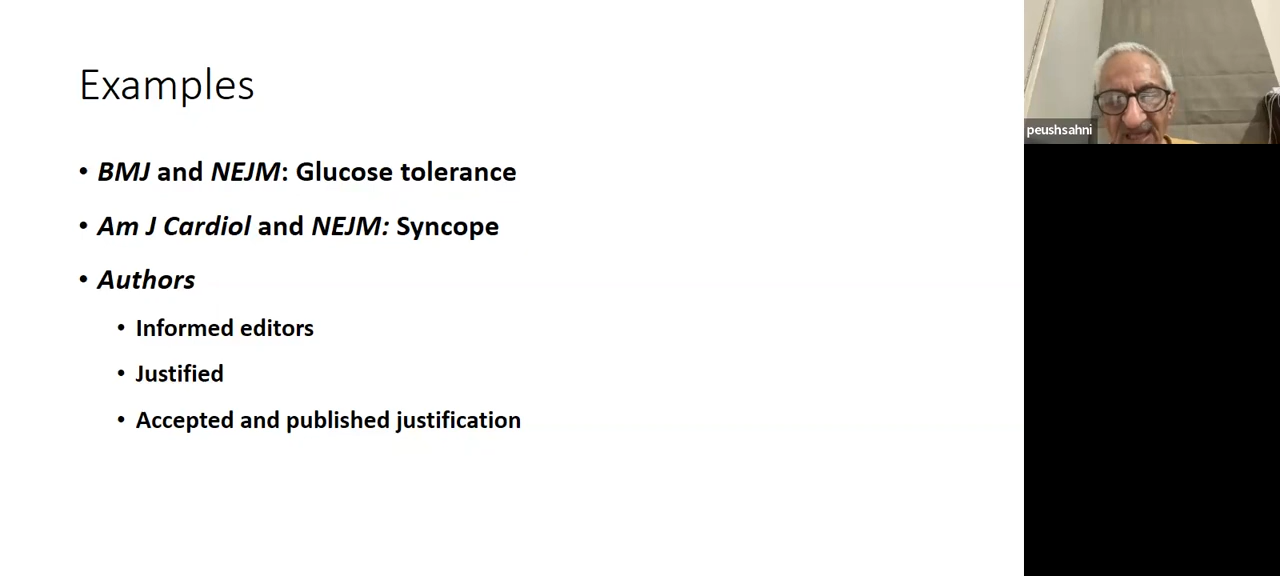 Examples
• BMJ and NEJM: Glucose tolerance
• Am J Cardiol and NEJM: Syncope
• Authors
• Informed editors
• Justified
• Accepted and published justification
peushsahni